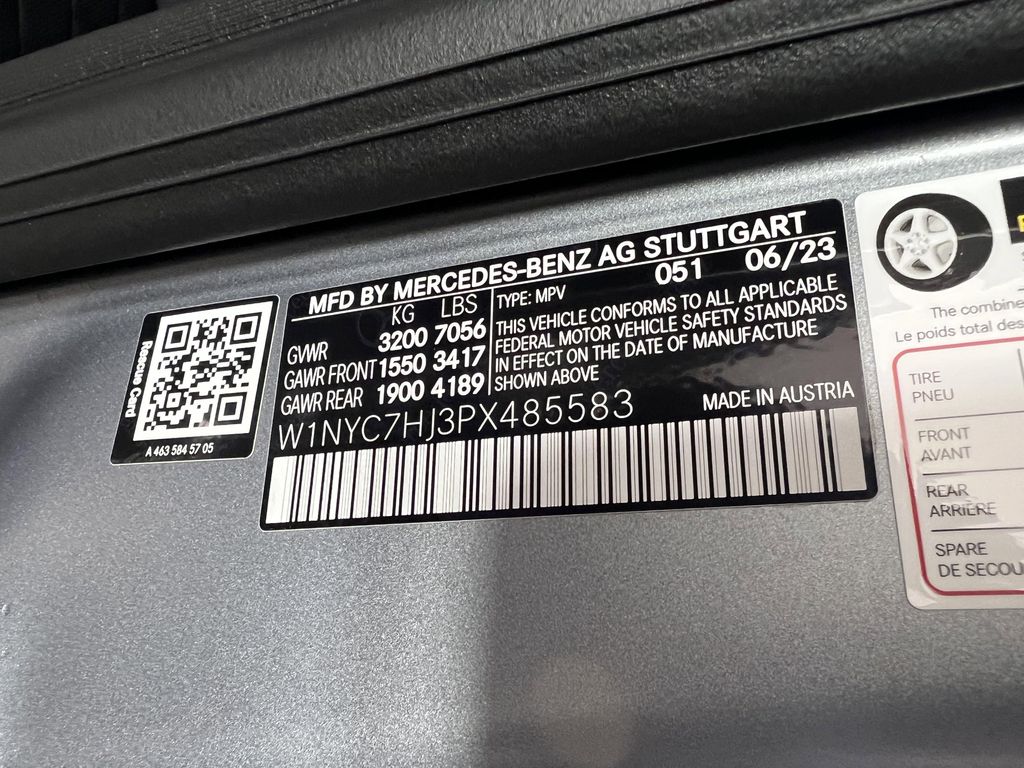 Rescue Card
A 463 584 57 05
MFD BY MERCEDES-BENZ AG STUTTGART
KG LBS
GVWR 3200 7056
GAWR FRONT 1550 3417
GAWR REAR 1900 4189
051 06/23
TYPE: MPV
THIS VEHICLE CONFORMS TO ALL APPLICABLE
FEDERAL MOTOR VEHICLE SAFETY STANDARDS
IN EFFECT ON THE DATE OF MANUFACTURE
SHOWN ABOVE
W1NYC7HJ3PX485583
MADE IN AUSTRIA
The combine
Le poids total des
TIRE
PNEU
FRONT
AVANT
REAR
ARRIÈRE
SPARE
DE SECOU